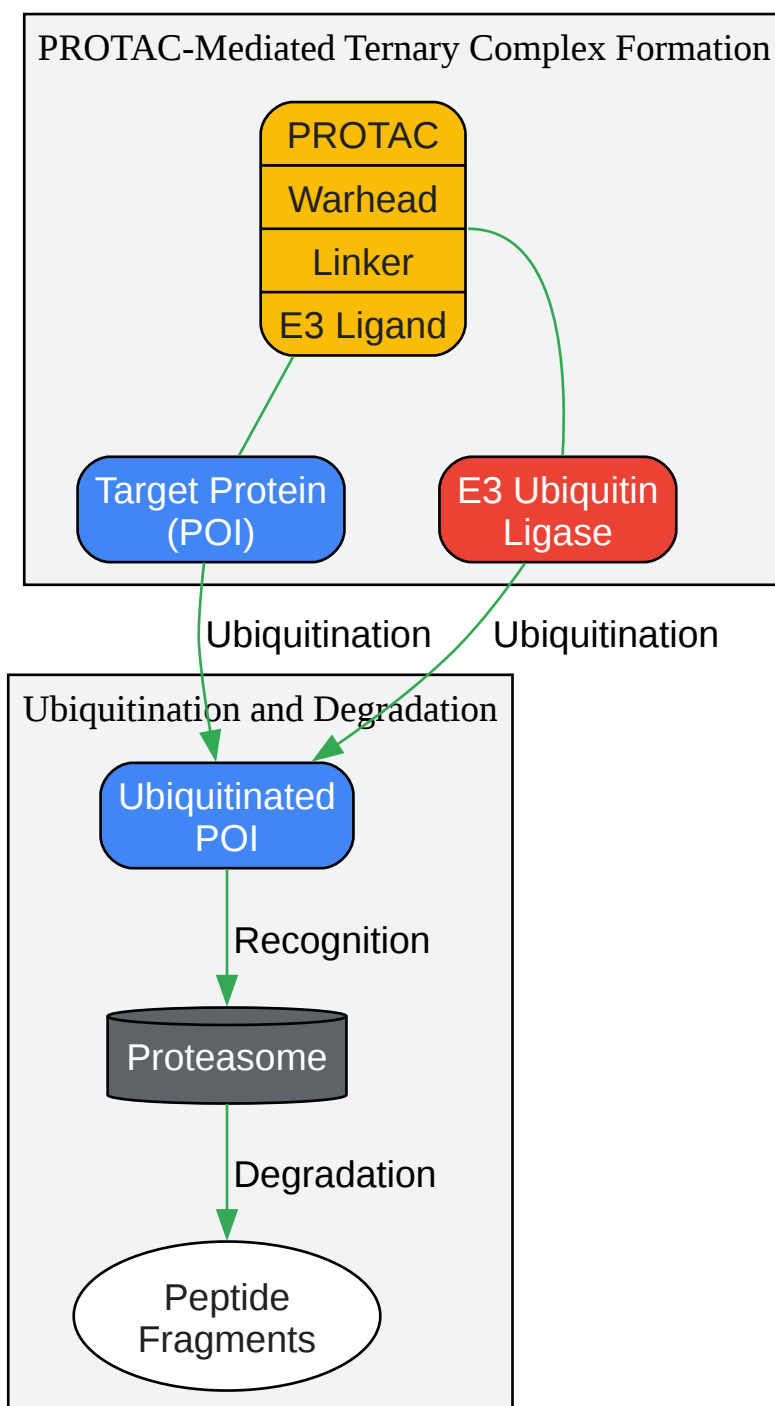 PROTAC-Mediated Ternary Complex Formation
PROTAC
Warhead
Linker
E3 Ligand
Target Protein
(POI)
E3 Ubiquitin
Ligase
Ubiquitination
Ubiquitination
Ubiquitination and Degradation
Ubiquitinated
POI
Recognition
Proteasome
Degradation
Peptide
Fragments